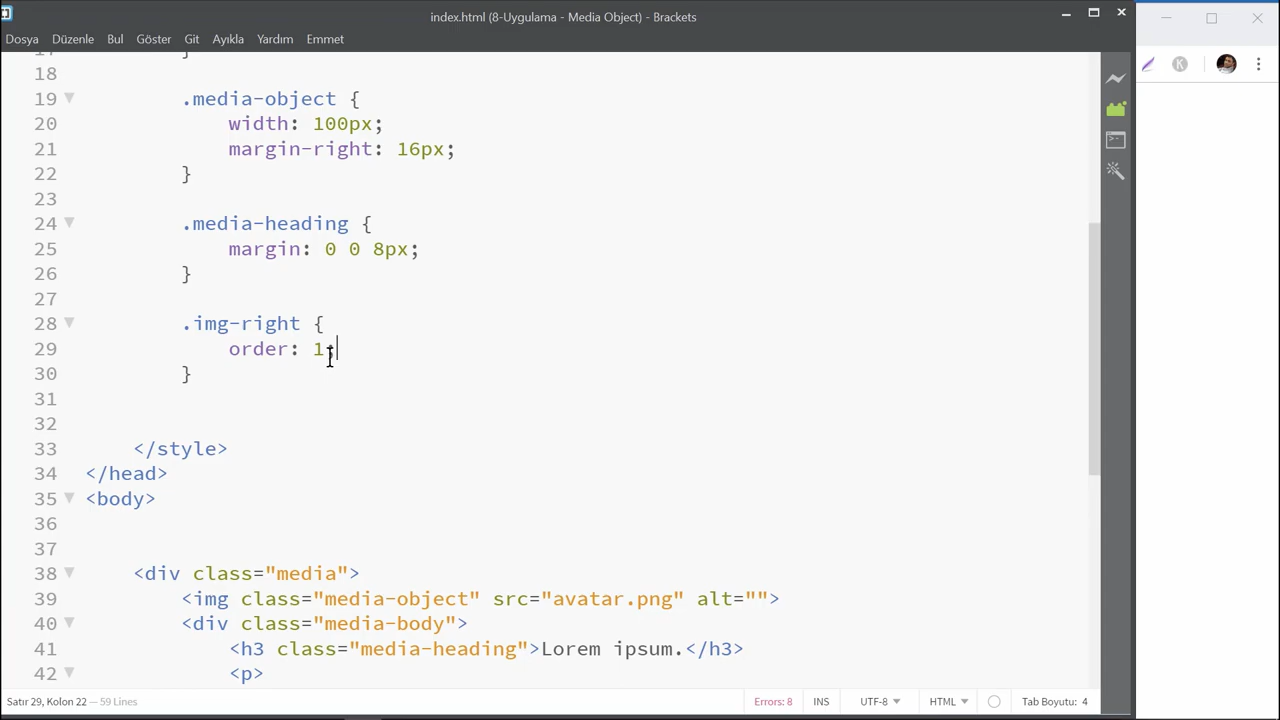 index.html (8-Uygulama - Media Object) - Brackets
Dosya Düzenle Bul Göster Git Ayıkla Yardım Emmet
17 }
18
19 .media-object {
20 width: 100px;
21 margin-right: 16px;
22 }
23
24 .media-heading {
25 margin: 0 0 8px;
26 }
27
28 .img-right {
29 order: 1;
30 }
31
32
33 </style>
34 </head>
35 <body>
36
37
38 <div class="media">
39 <img class="media-object" src="avatar.png" alt="">
40 <div class="media-body">
41 <h3 class="media-heading">Lorem ipsum.</h3>
42 <p>
Satır 29, Kolon 22 — 59 Lines Errors: 8 INS UTF-8 HTML Tab Boyutu: 4
K